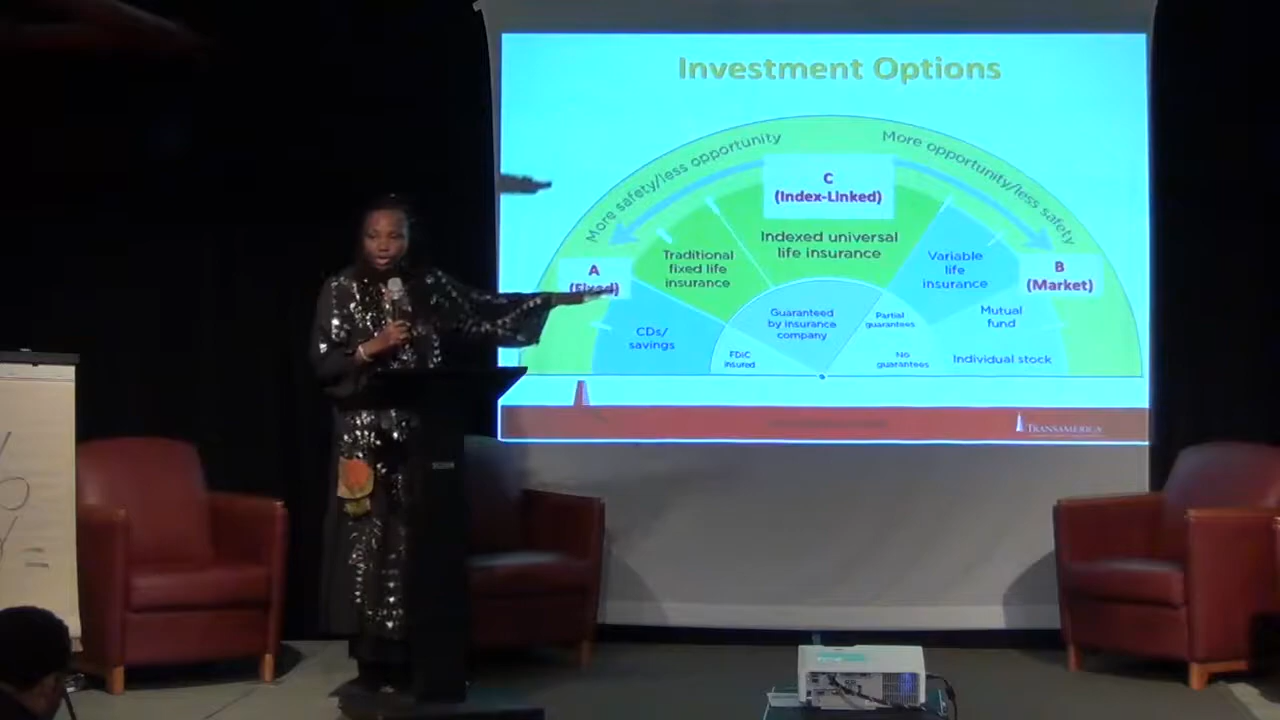 Investment Options
More safety/less opportunity
More opportunity/less safety
C
(Index-Linked)
Indexed universal
life insurance
Traditional
fixed life
insurance
Variable
life
insurance
A
(Fixed)
B
(Market)
CDs/
savings
Guaranteed
by insurance
company
Partial
guarantees
Mutual
fund
FDIC
insured
No
guarantees
Individual stock
TRANSAMERICA